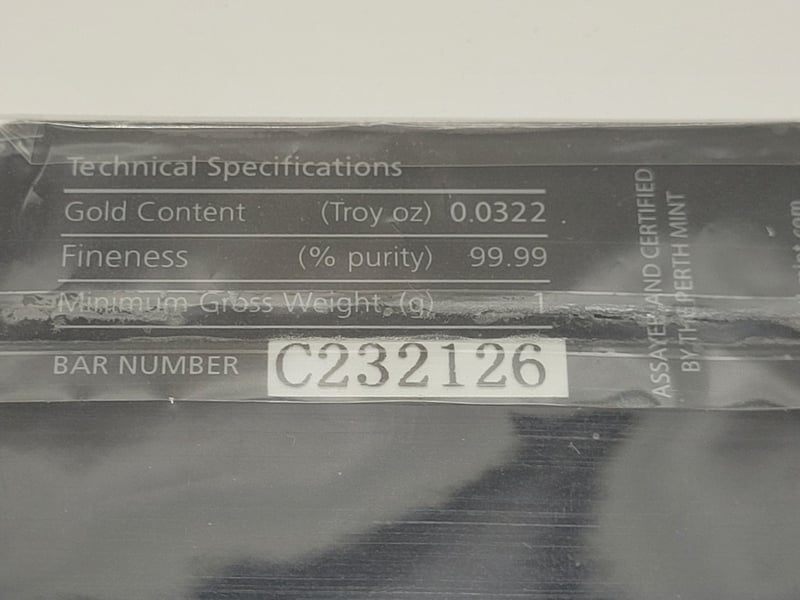 Technical Specifications
Gold Content (Troy oz) 0.0322
Fineness (% purity) 99.99
Minimum Gross Weight (g) 1
BAR NUMBER C232126
ASSAYED AND CERTIFIED
BY THE PERTH MINT